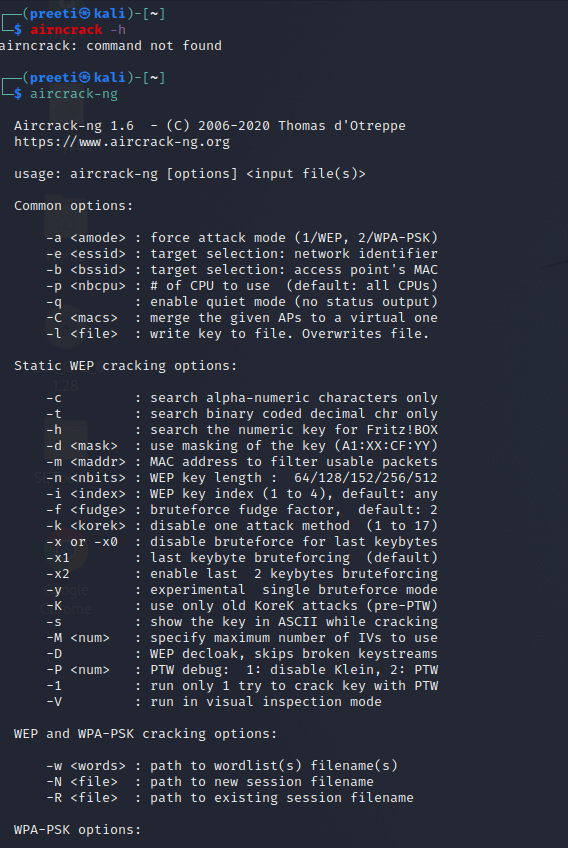 ┌──(preeti㉿kali)-[~]
└─$ airncrack -h
airncrack: command not found
┌──(preeti㉿kali)-[~]
└─$ aircrack-ng
Aircrack-ng 1.6  - (C) 2006-2020 Thomas d'Otreppe
https://www.aircrack-ng.org
usage: aircrack-ng [options] <input file(s)>
Common options:
-a <amode> : force attack mode (1/WEP, 2/WPA-PSK)
-e <essid> : target selection: network identifier
-b <bssid> : target selection: access point's MAC
-p <nbcpu> : # of CPU to use  (default: all CPUs)
-q         : enable quiet mode (no status output)
-C <macs>  : merge the given APs to a virtual one
-l <file>  : write key to file. Overwrites file.
Static WEP cracking options:
-c         : search alpha-numeric characters only
-t         : search binary coded decimal chr only
-h         : search the numeric key for Fritz!BOX
-d <mask>  : use masking of the key (A1:XX:CF:YY)
-m <maddr> : MAC address to filter usable packets
-n <nbits> : WEP key length :  64/128/152/256/512
-i <index> : WEP key index (1 to 4), default: any
-f <fudge> : bruteforce fudge factor,  default: 2
-k <korek> : disable one attack method  (1 to 17)
-x or -x0  : disable bruteforce for last keybytes
-x1        : last keybyte bruteforcing  (default)
-x2        : enable last  2 keybytes bruteforcing
-y         : experimental  single bruteforce mode
-K         : use only old KoreK attacks (pre-PTW)
-s         : show the key in ASCII while cracking
-M <num>   : specify maximum number of IVs to use
-D         : WEP decloak, skips broken keystreams
-P <num>   : PTW debug:  1: disable Klein, 2: PTW
-1         : run only 1 try to crack key with PTW
-V         : run in visual inspection mode
WEP and WPA-PSK cracking options:
-w <words> : path to wordlist(s) filename(s)
-N <file>  : path to new session filename
-R <file>  : path to existing session filename
WPA-PSK options: